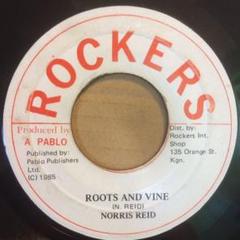 ROCKERS
Produced by
A PABLO
Published by:
Pablo Publishers
Ltd.
(C) 1985
Dist. by:
Rockers Int.
Shop
135 Orange St.
Kgn.
ROOTS AND VINE
(N. REID)
NORRIS REID